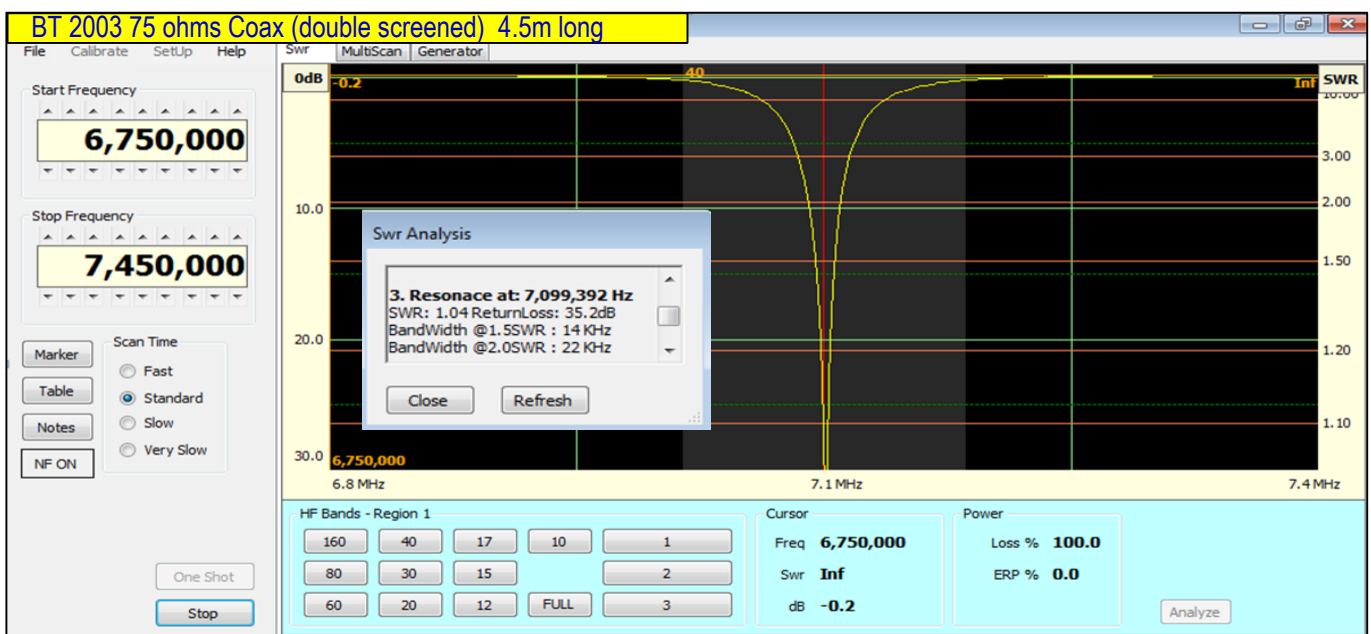 BT 2003 75 ohms Coax (double screened) 4.5m long
File Calibrate SetUp Help
Swr MultiScan Generator
Start Frequency
6,750,000
Stop Frequency
7,450,000
Marker
Table
Notes
NF ON
Scan Time
Fast
Standard
Slow
Very Slow
One Shot
Stop
0dB
-0.2
40
Inf
SWR
10.00
3.00
10.0
2.00
1.50
20.0
1.20
1.10
30.0
6,750,000
6.8 MHz 7.1 MHz 7.4 MHz
Swr Analysis
3. Resonace at: 7,099,392 Hz
SWR: 1.04 ReturnLoss: 35.2dB
BandWidth @1.5SWR : 14 KHz
BandWidth @2.0SWR : 22 KHz
Close Refresh
HF Bands - Region 1
160 40 17 10 1
80 30 15 2
60 20 12 FULL 3
Cursor
Freq 6,750,000
Swr Inf
dB -0.2
Power
Loss % 100.0
ERP % 0.0
Analyze